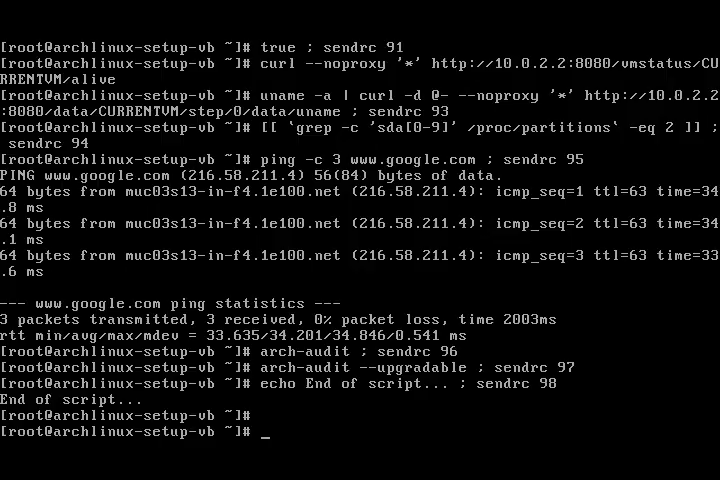 [root@archlinux-setup-vb ~]# true ; sendrc 91
[root@archlinux-setup-vb ~]# curl --noproxy '*' http://10.0.2.2:8080/vmstatus/CU
RRENTVM/alive
[root@archlinux-setup-vb ~]# uname -a | curl -d @- --noproxy '*' http://10.0.2.2
:8080/data/CURRENTVM/step/0/data/uname ; sendrc 93
[root@archlinux-setup-vb ~]# [[ `grep -c 'sda[0-9]' /proc/partitions` -eq 2 ]] ;
 sendrc 94
[root@archlinux-setup-vb ~]# ping -c 3 www.google.com ; sendrc 95
PING www.google.com (216.58.211.4) 56(84) bytes of data.
64 bytes from muc03s13-in-f4.1e100.net (216.58.211.4): icmp_seq=1 ttl=63 time=34
.8 ms
64 bytes from muc03s13-in-f4.1e100.net (216.58.211.4): icmp_seq=2 ttl=63 time=34
.1 ms
64 bytes from muc03s13-in-f4.1e100.net (216.58.211.4): icmp_seq=3 ttl=63 time=33
.6 ms
--- www.google.com ping statistics ---
3 packets transmitted, 3 received, 0% packet loss, time 2003ms
rtt min/avg/max/mdev = 33.635/34.201/34.846/0.541 ms
[root@archlinux-setup-vb ~]# arch-audit ; sendrc 96
[root@archlinux-setup-vb ~]# arch-audit --upgradable ; sendrc 97
[root@archlinux-setup-vb ~]# echo End of script... ; sendrc 98
End of script...
[root@archlinux-setup-vb ~]#
[root@archlinux-setup-vb ~]# _